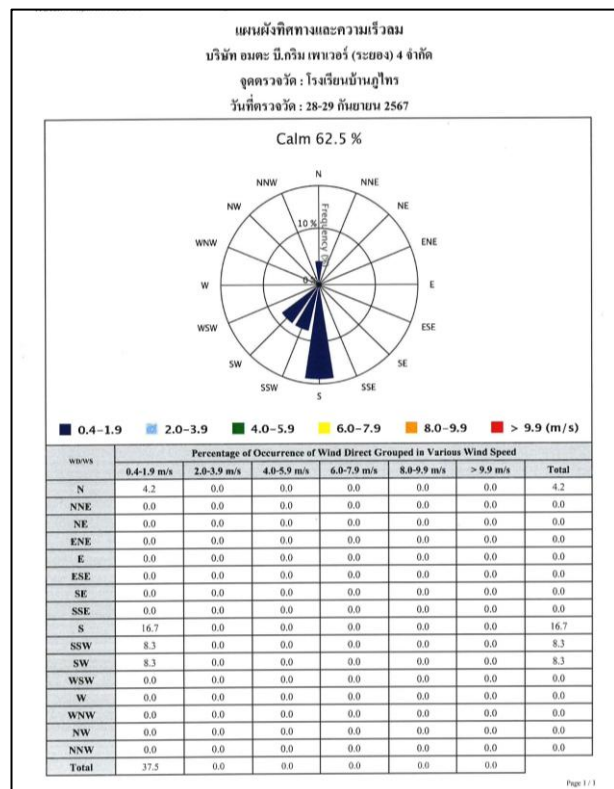 แผนผังทิศทางและความเร็วลม
บริษัท อมตะ บี.กริม เพาเวอร์ (ระยอง) 4 จำกัด
จุดตรวจวัด : โรงเรียนบ้านภูไทร
วันที่ตรวจวัด : 28-29 กันยายน 2567
Calm 62.5 %
N
NNW NNE
NW NE
WNW ENE
10 %
W E
WSW ESE
SW SE
SSW SSE
S
0.4-1.9 2.0-3.9 4.0-5.9 6.0-7.9 8.0-9.9 > 9.9 (m/s)
WD/WS Percentage of Occurrence of Wind Direct Grouped in Various Wind Speed
0.4-1.9 m/s 2.0-3.9 m/s 4.0-5.9 m/s 6.0-7.9 m/s 8.0-9.9 m/s > 9.9 m/s Total
N 4.2 0.0 0.0 0.0 0.0 0.0 4.2
NNE 0.0 0.0 0.0 0.0 0.0 0.0 0.0
NE 0.0 0.0 0.0 0.0 0.0 0.0 0.0
ENE 0.0 0.0 0.0 0.0 0.0 0.0 0.0
E 0.0 0.0 0.0 0.0 0.0 0.0 0.0
ESE 0.0 0.0 0.0 0.0 0.0 0.0 0.0
SE 0.0 0.0 0.0 0.0 0.0 0.0 0.0
SSE 0.0 0.0 0.0 0.0 0.0 0.0 0.0
S 16.7 0.0 0.0 0.0 0.0 0.0 16.7
SSW 8.3 0.0 0.0 0.0 0.0 0.0 8.3
SW 8.3 0.0 0.0 0.0 0.0 0.0 8.3
WSW 0.0 0.0 0.0 0.0 0.0 0.0 0.0
W 0.0 0.0 0.0 0.0 0.0 0.0 0.0
WNW 0.0 0.0 0.0 0.0 0.0 0.0 0.0
NW 0.0 0.0 0.0 0.0 0.0 0.0 0.0
NNW 0.0 0.0 0.0 0.0 0.0 0.0 0.0
Total 37.5 0.0 0.0 0.0 0.0 0.0
Page 1 / 1